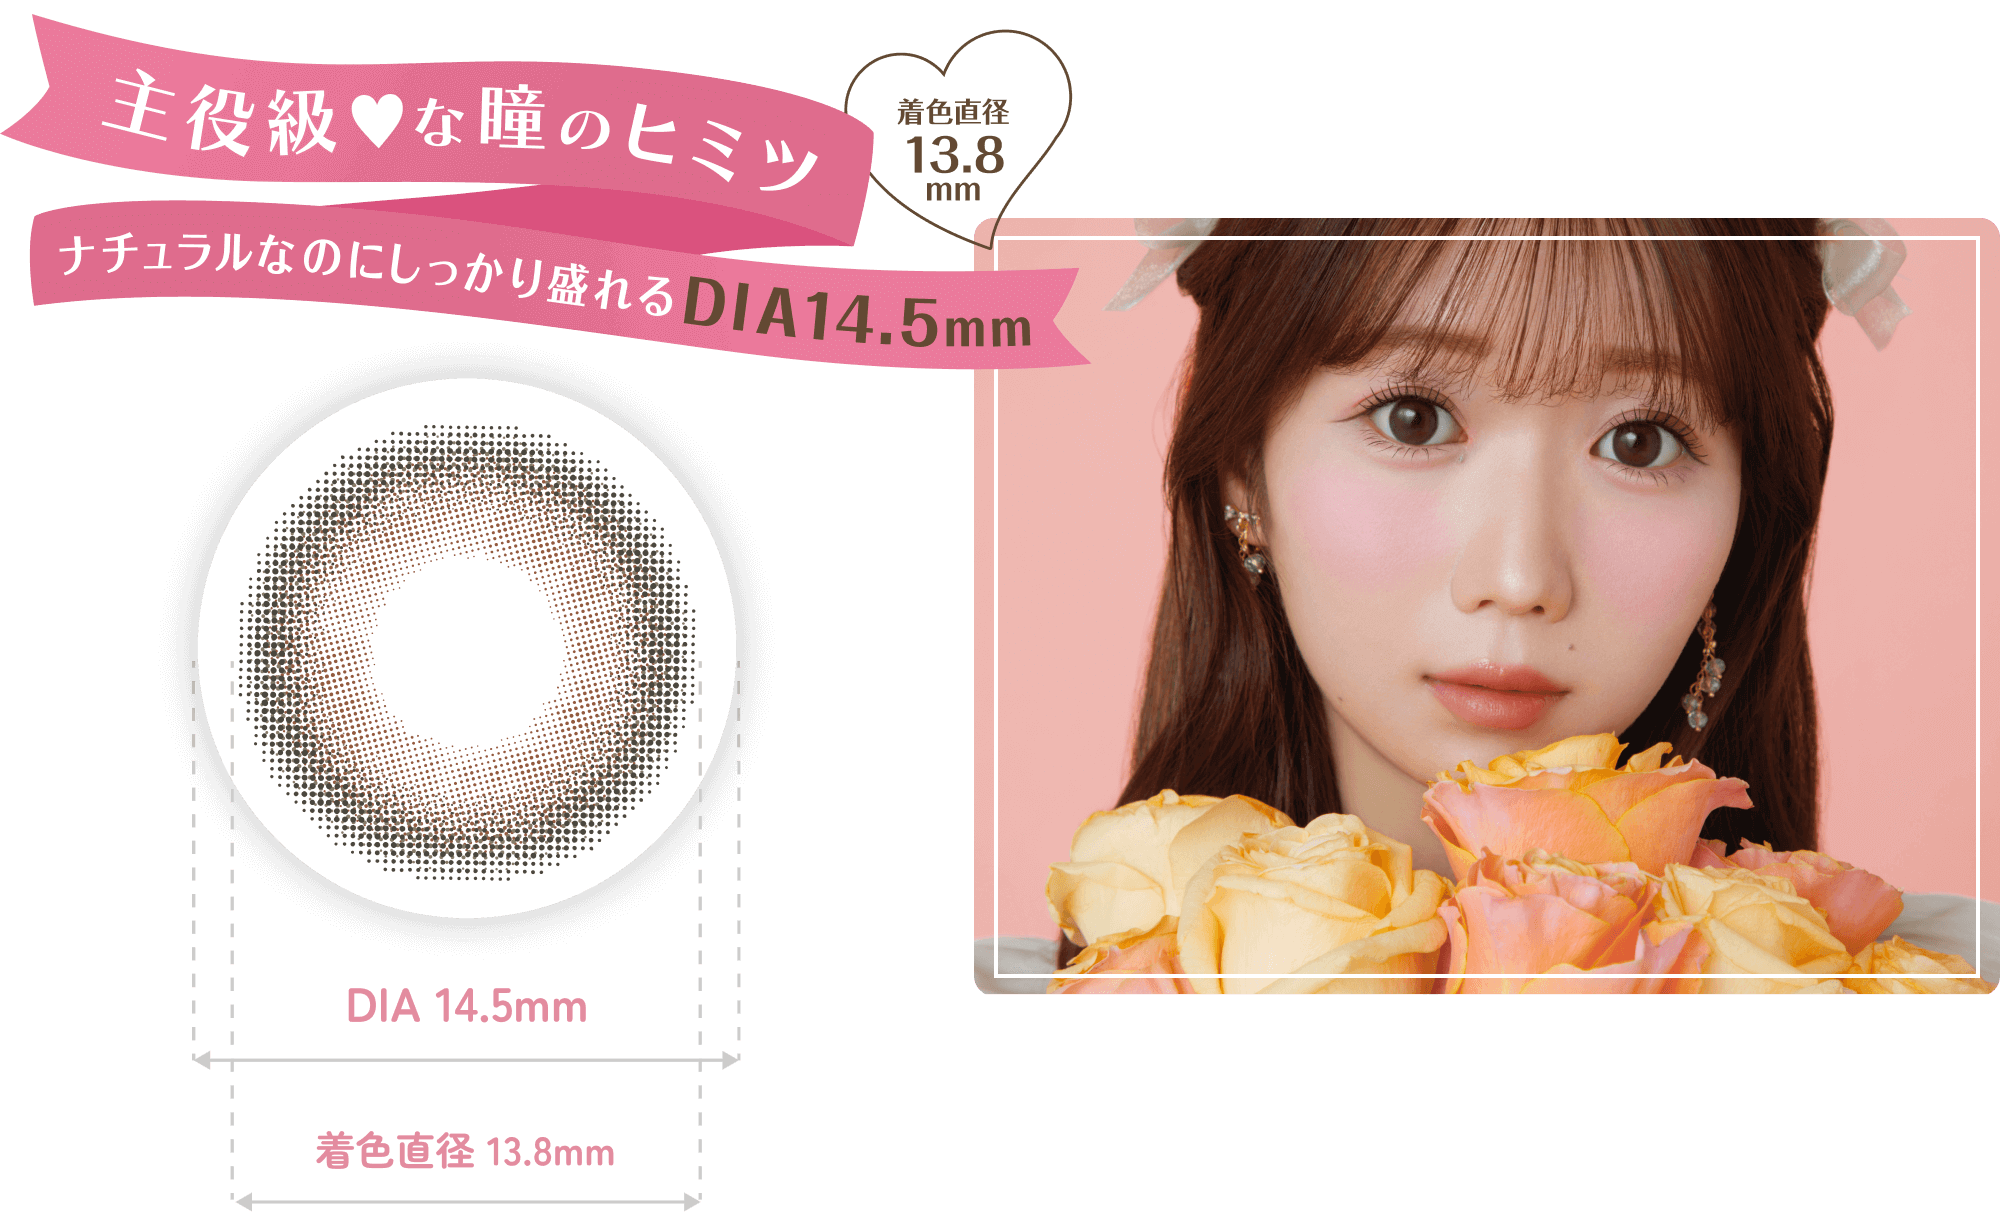 主役級♥な瞳のヒミツ
着色直径
13.8
mm
ナチュラルなのにしっかり盛れるDIA14.5mm
DIA 14.5mm
着色直径 13.8mm